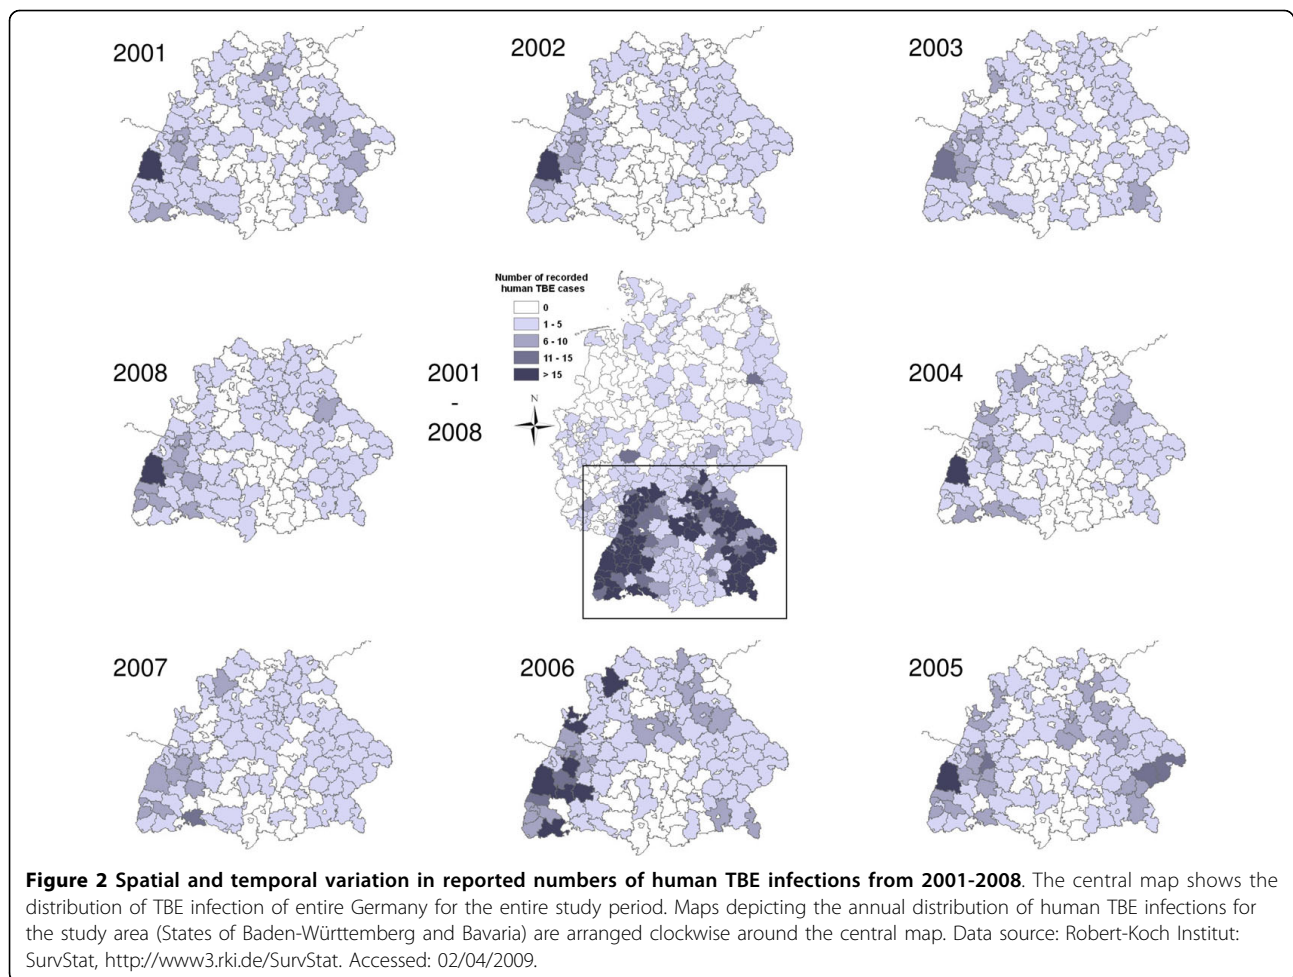 2001
2002
2003
Number of recorded
human TBE cases
0
1 - 5
6 - 10
11 - 15
> 15
2001
-
2008
N
2008
2004
2007
2006
2005
Figure 2 Spatial and temporal variation in reported numbers of human TBE infections from 2001-2008. The central map shows the
distribution of TBE infection of entire Germany for the entire study period. Maps depicting the annual distribution of human TBE infections for
the study area (States of Baden-Württemberg and Bavaria) are arranged clockwise around the central map. Data source: Robert-Koch Institut:
SurvStat, http://www3.rki.de/SurvStat. Accessed: 02/04/2009.